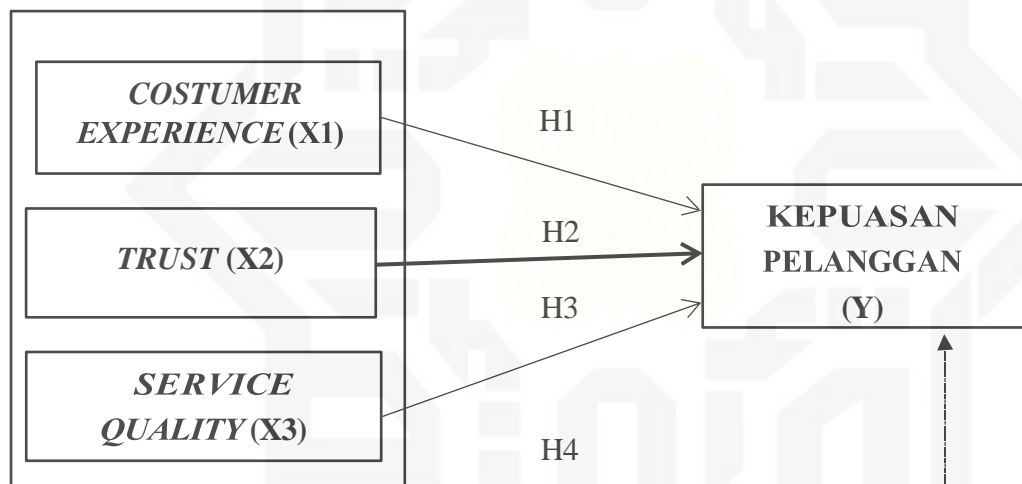 COSTUMER
EXPERIENCE (X1)
H1
TRUST (X2)
H2
KEPUASAN
PELANGGAN
(Y)
H3
SERVICE
QUALITY (X3)
H4